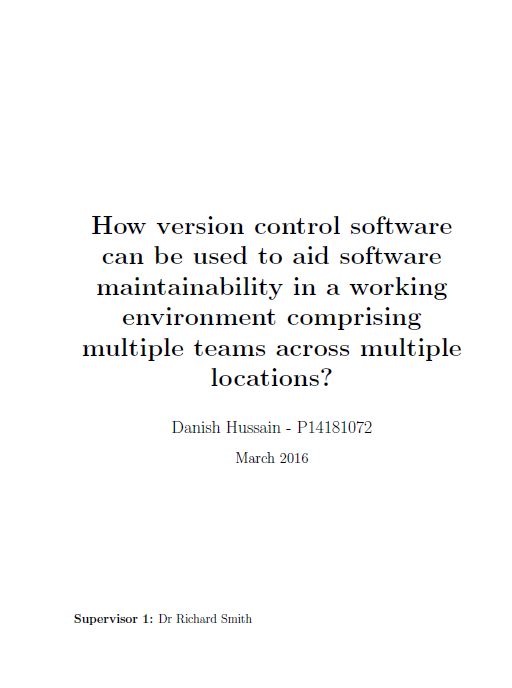 How version control software
can be used to aid software
maintainability in a working
environment comprising
multiple teams across multiple
locations?
Danish Hussain - P14181072
March 2016
Supervisor 1: Dr Richard Smith